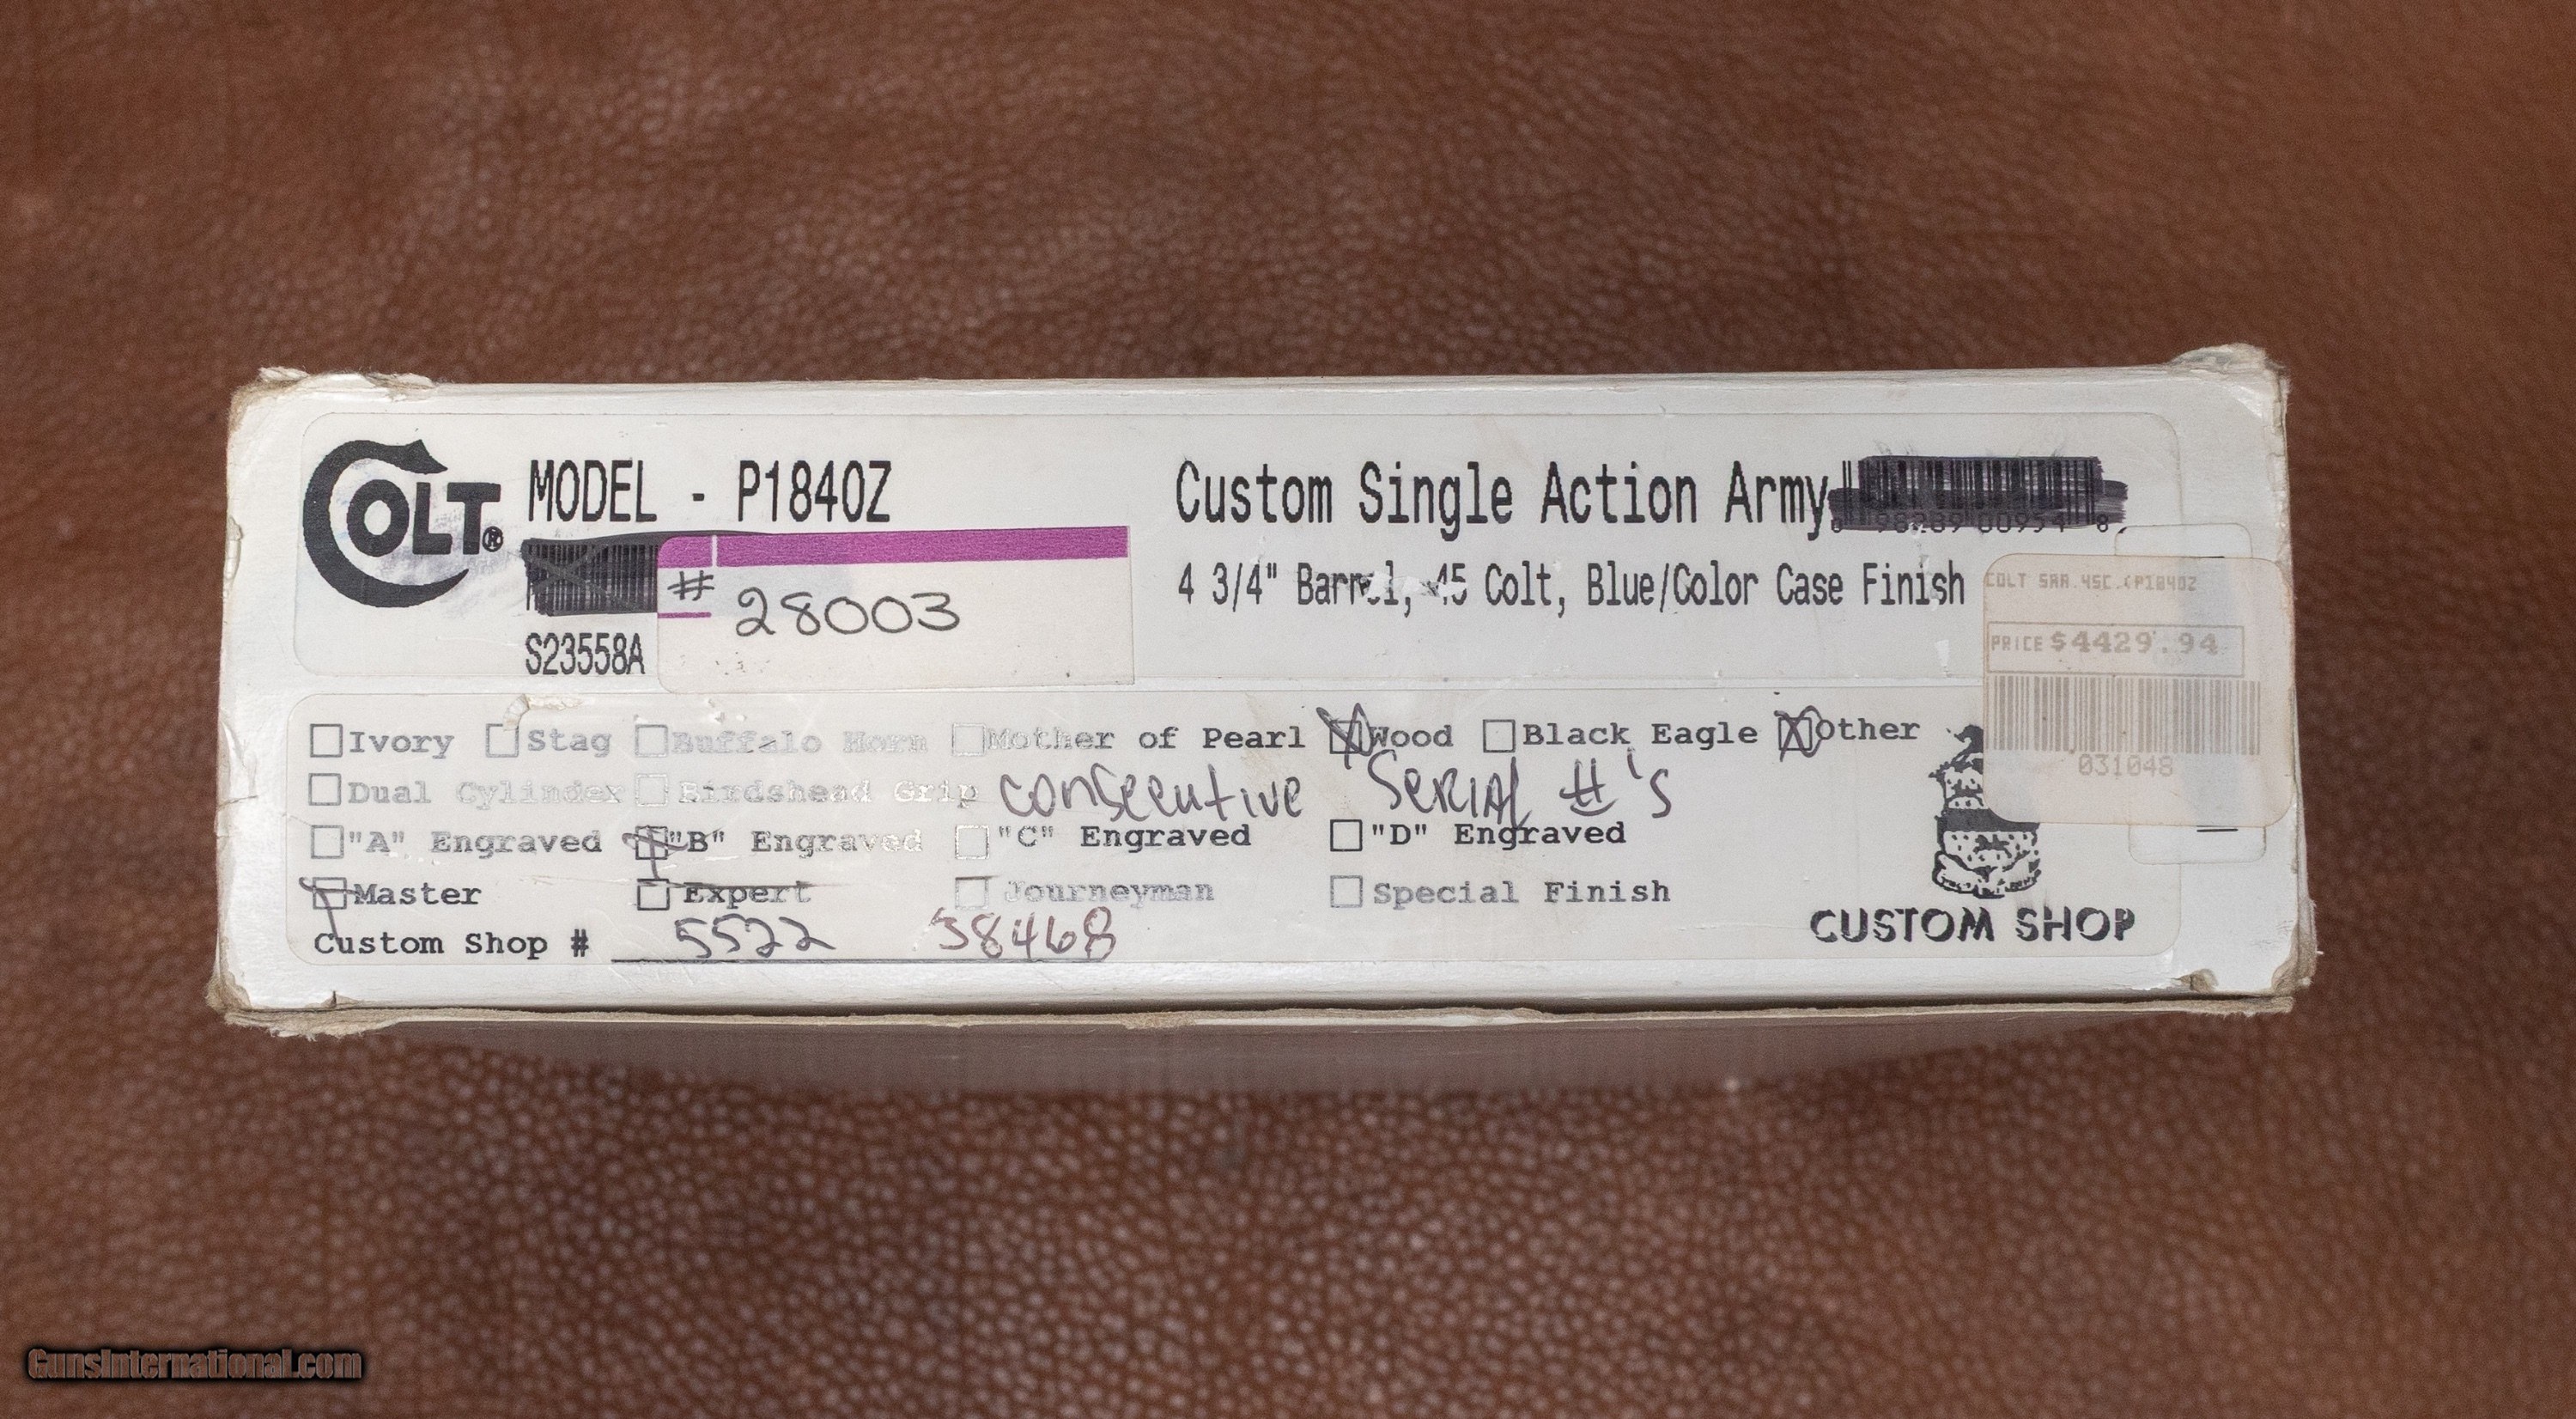 COLT® MODEL - P1840Z
# 28003
S23558A
Custom Single Action Army
4 3/4" Barrel, .45 Colt, Blue/Color Case Finish
COLT SAA.45C.(P1840Z
PRICE $4429.94
031048
Ivory Stag Buffalo Horn Mother of Pearl Wood Black Eagle Other
Dual Cylinder Birdshead Grip consecutive Serial #'s
"A" Engraved "B" Engraved "C" Engraved "D" Engraved
Master Expert Journeyman Special Finish
Custom Shop # 5522 38468
CUSTOM SHOP
GunsInternational.com